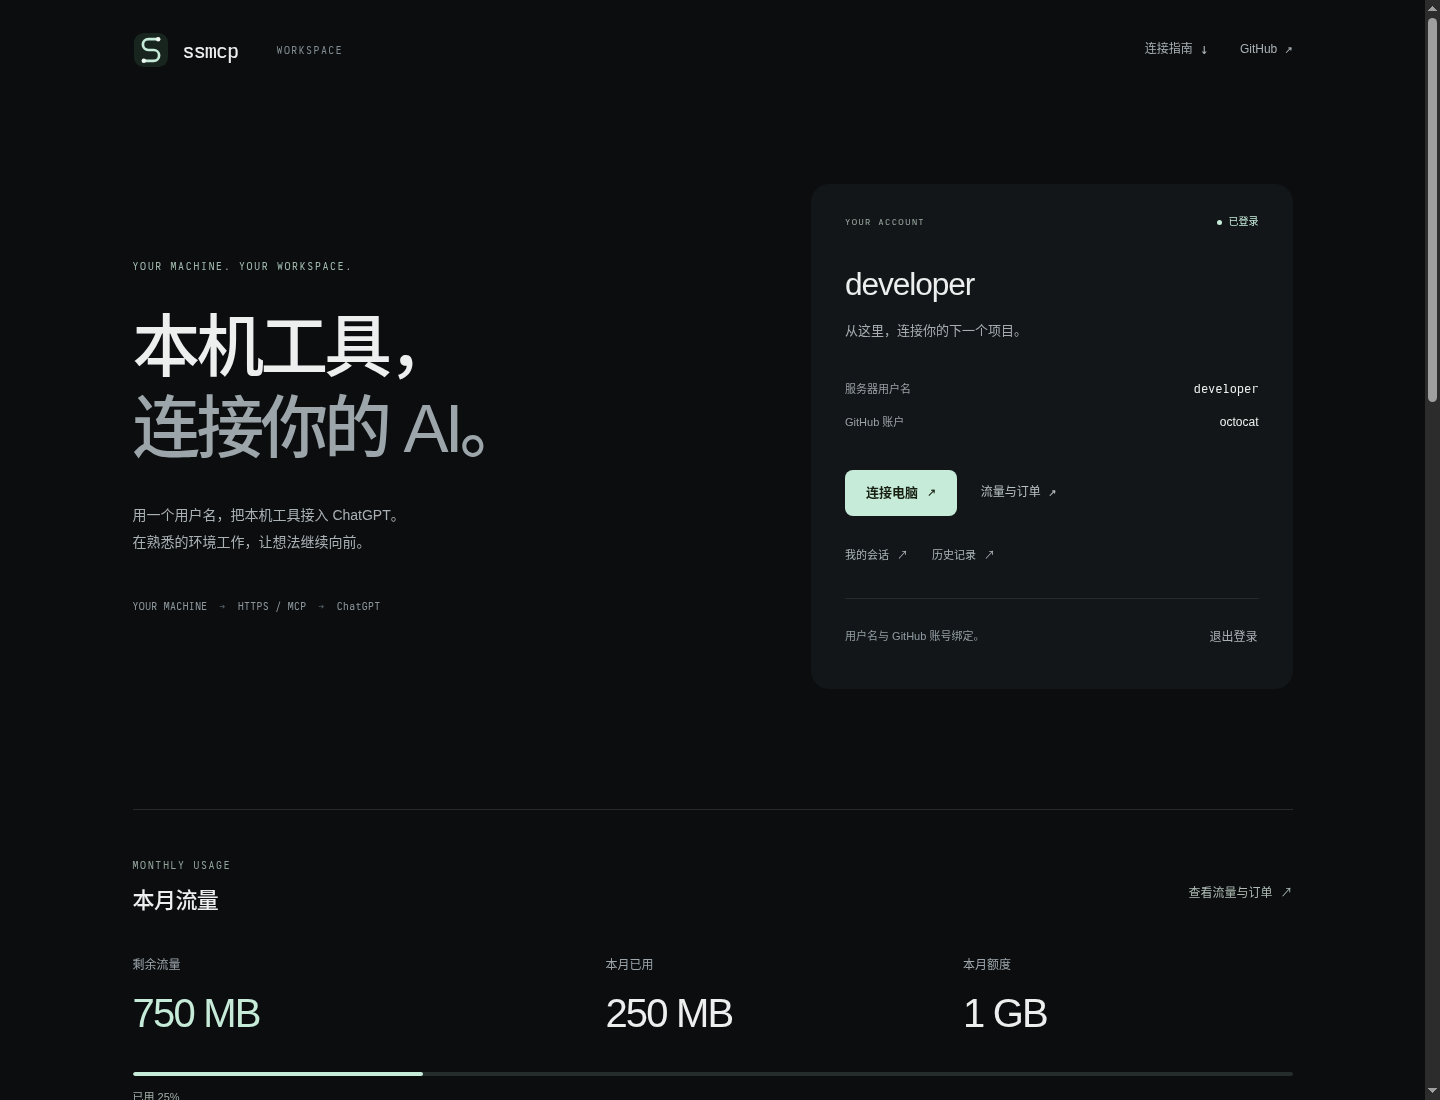 ssmcp WORKSPACE 连接指南 ↓ GitHub ↗
YOUR MACHINE. YOUR WORKSPACE.
本机工具，
连接你的 AI。
用一个用户名，把本机工具接入 ChatGPT。
在熟悉的环境工作，让想法继续向前。
YOUR MACHINE → HTTPS / MCP → ChatGPT
YOUR ACCOUNT 已登录
developer
从这里，连接你的下一个项目。
服务器用户名 developer
GitHub 账户 octocat
连接电脑 ↗ 流量与订单 ↗
我的会话 ↗ 历史记录 ↗
用户名与 GitHub 账号绑定。 退出登录
MONTHLY USAGE
本月流量 查看流量与订单 ↗
剩余流量 本月已用 本月额度
750 MB 250 MB 1 GB
已用 25%